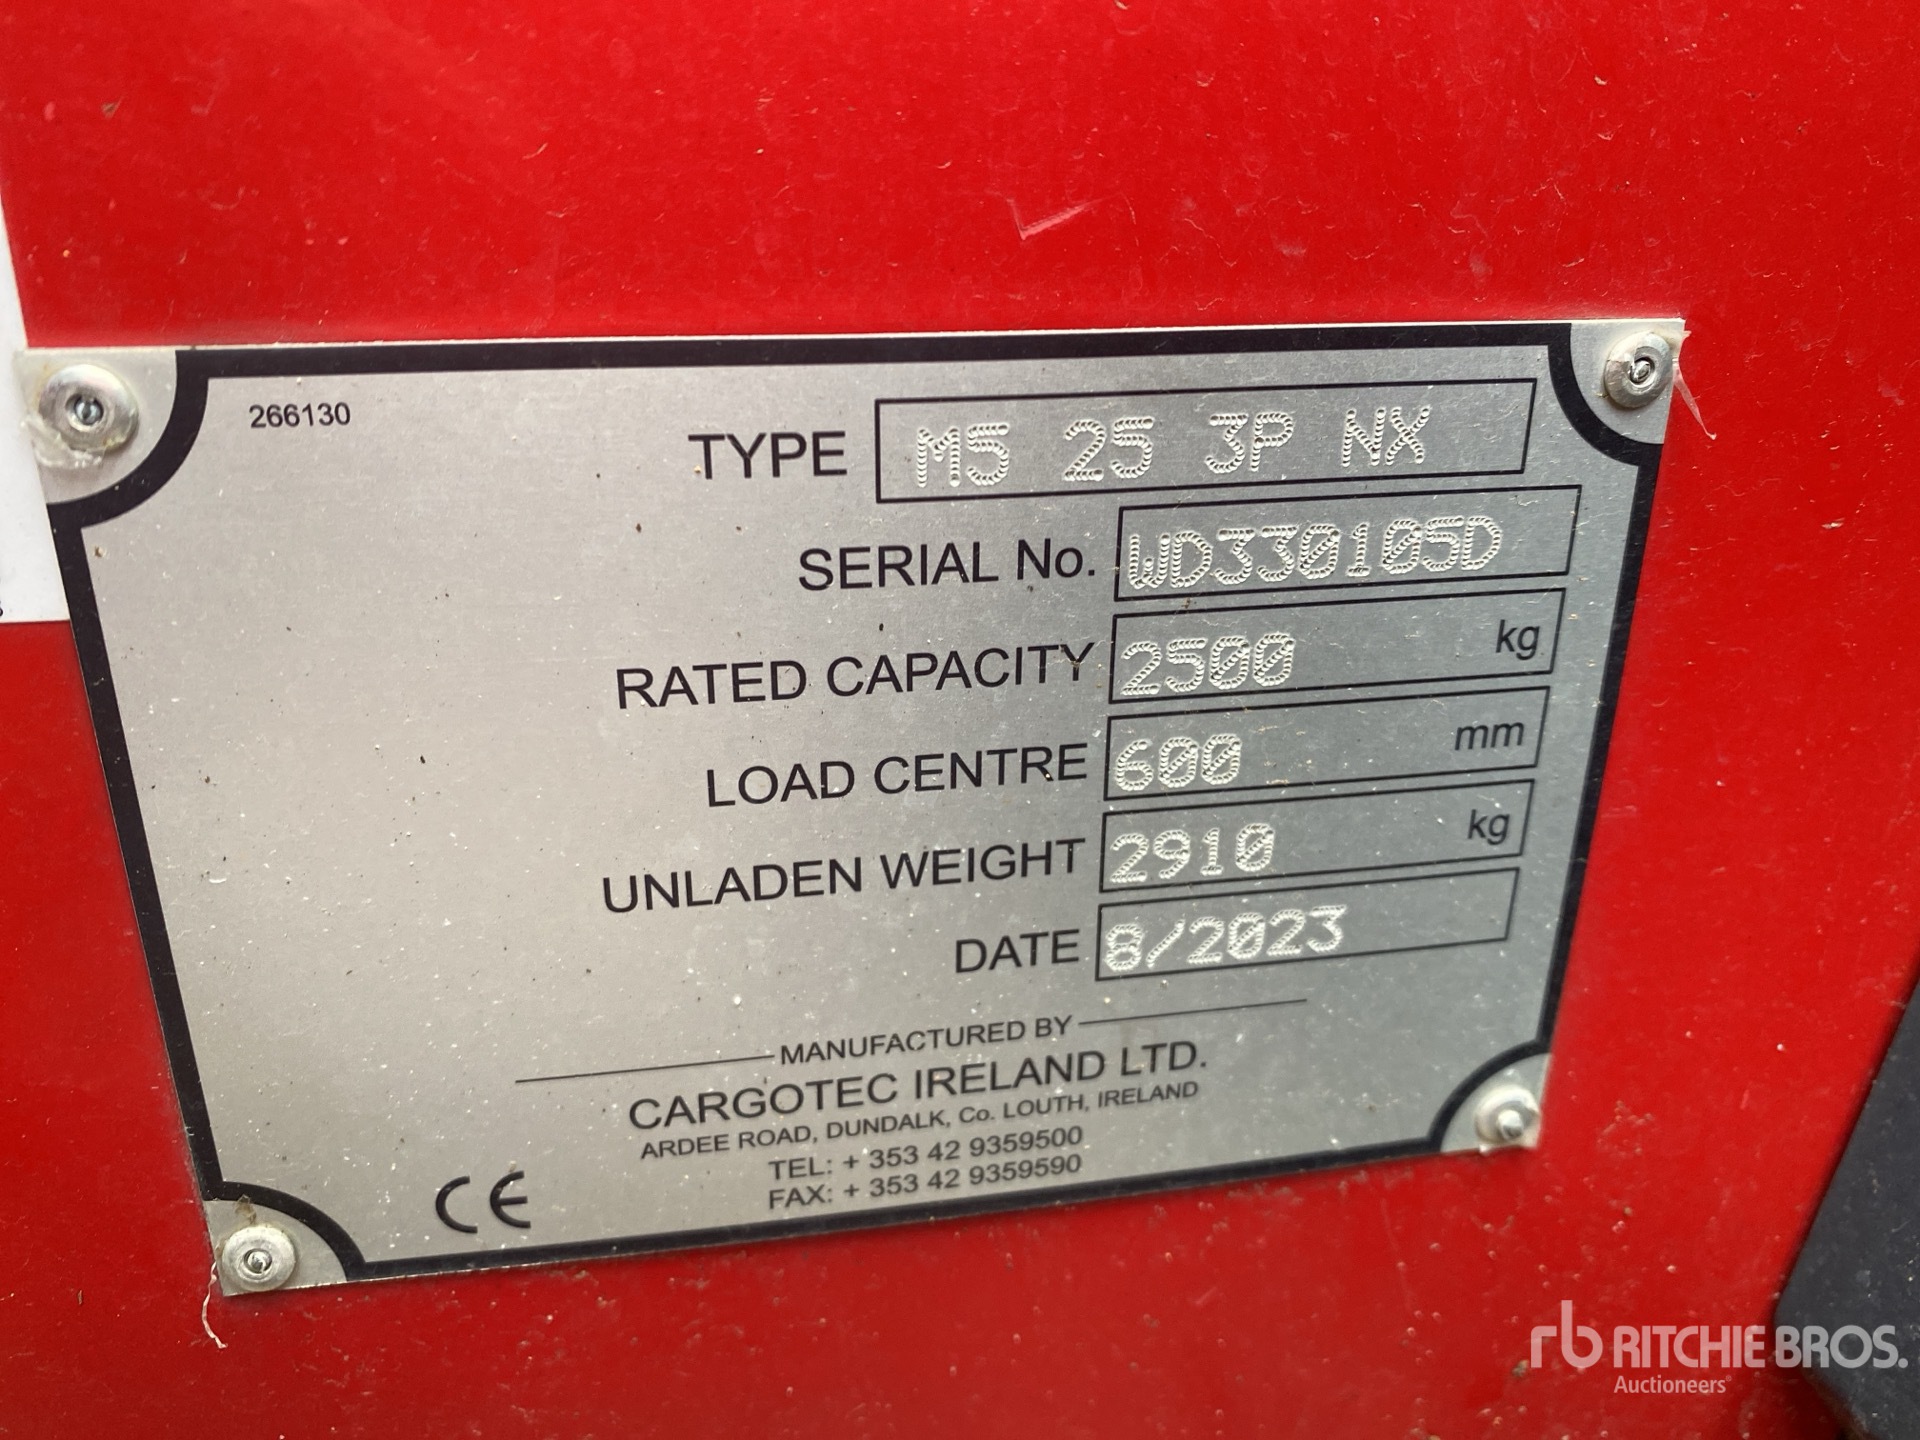 266130
TYPE M5 25 3P NX
SERIAL No. WD330105D
RATED CAPACITY 2500 kg
LOAD CENTRE 600 mm
UNLADEN WEIGHT 2910 kg
DATE 8/2023
MANUFACTURED BY
CARGOTEC IRELAND LTD.
ARDEE ROAD, DUNDALK, Co. LOUTH, IRELAND
TEL: + 353 42 9359500
FAX: + 353 42 9359590
CE
rb RITCHIE BROS.
Auctioneers